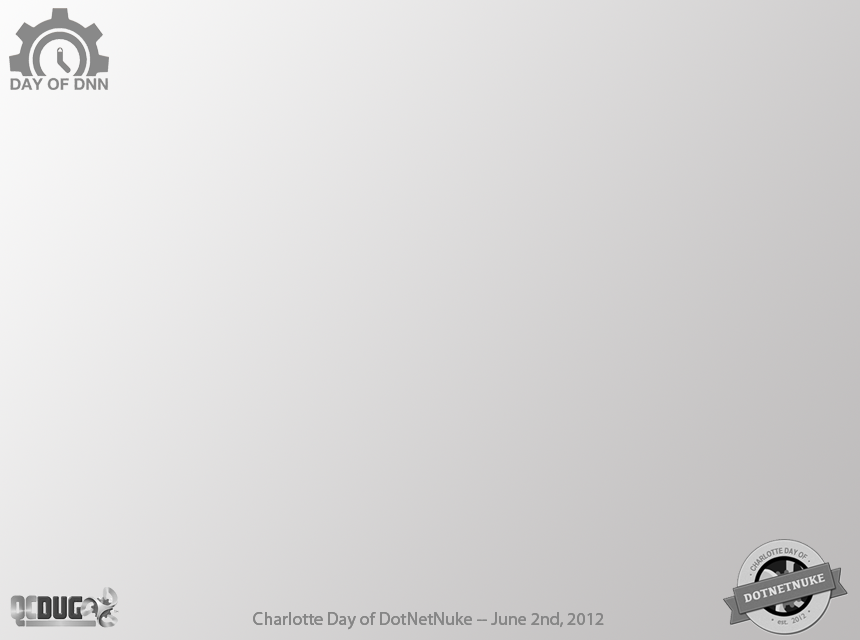 DAY OF DNN
CHARLOTTE DAY OF
DOTNETNUKE
est. 2012
QCDUG
Charlotte Day of DotNetNuke -- June 2nd, 2012